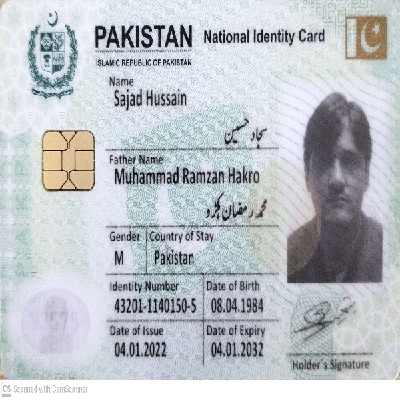 PAKISTAN National Identity Card
ISLAMIC REPUBLIC OF PAKISTAN
Name
Sajad Hussain
سجاد حسین
Father Name
Muhammad Ramzan Hakro
محمد رمضان ہکڑو
Gender Country of Stay
M Pakistan
Identity Number Date of Birth
43201-1140150-5 08.04.1984
Date of Issue Date of Expiry
04.01.2022 04.01.2032
Holder's Signature
CS Scanned with CamScanner